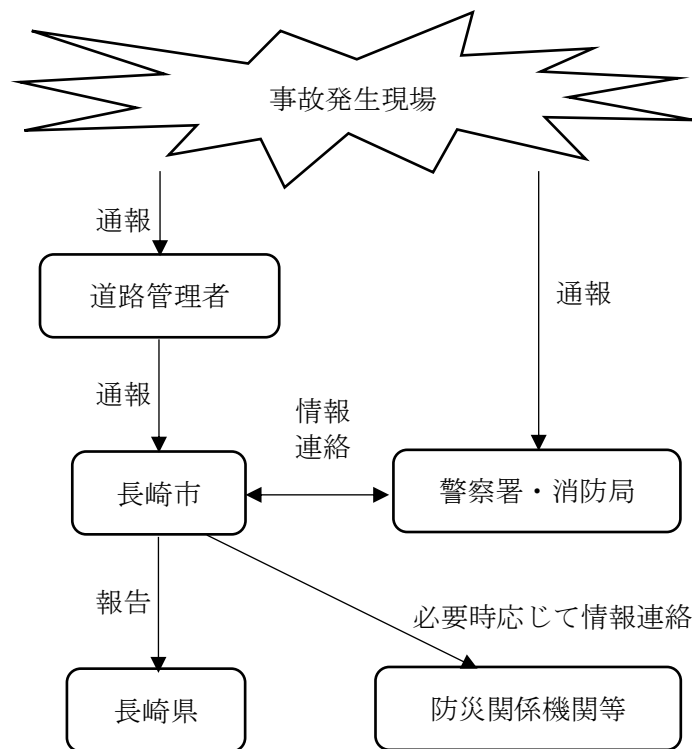 事故発生現場
通報
道路管理者
通報
通報
情報
連絡
長崎市
警察署・消防局
報告
必要時応じて情報連絡
長崎県
防災関係機関等